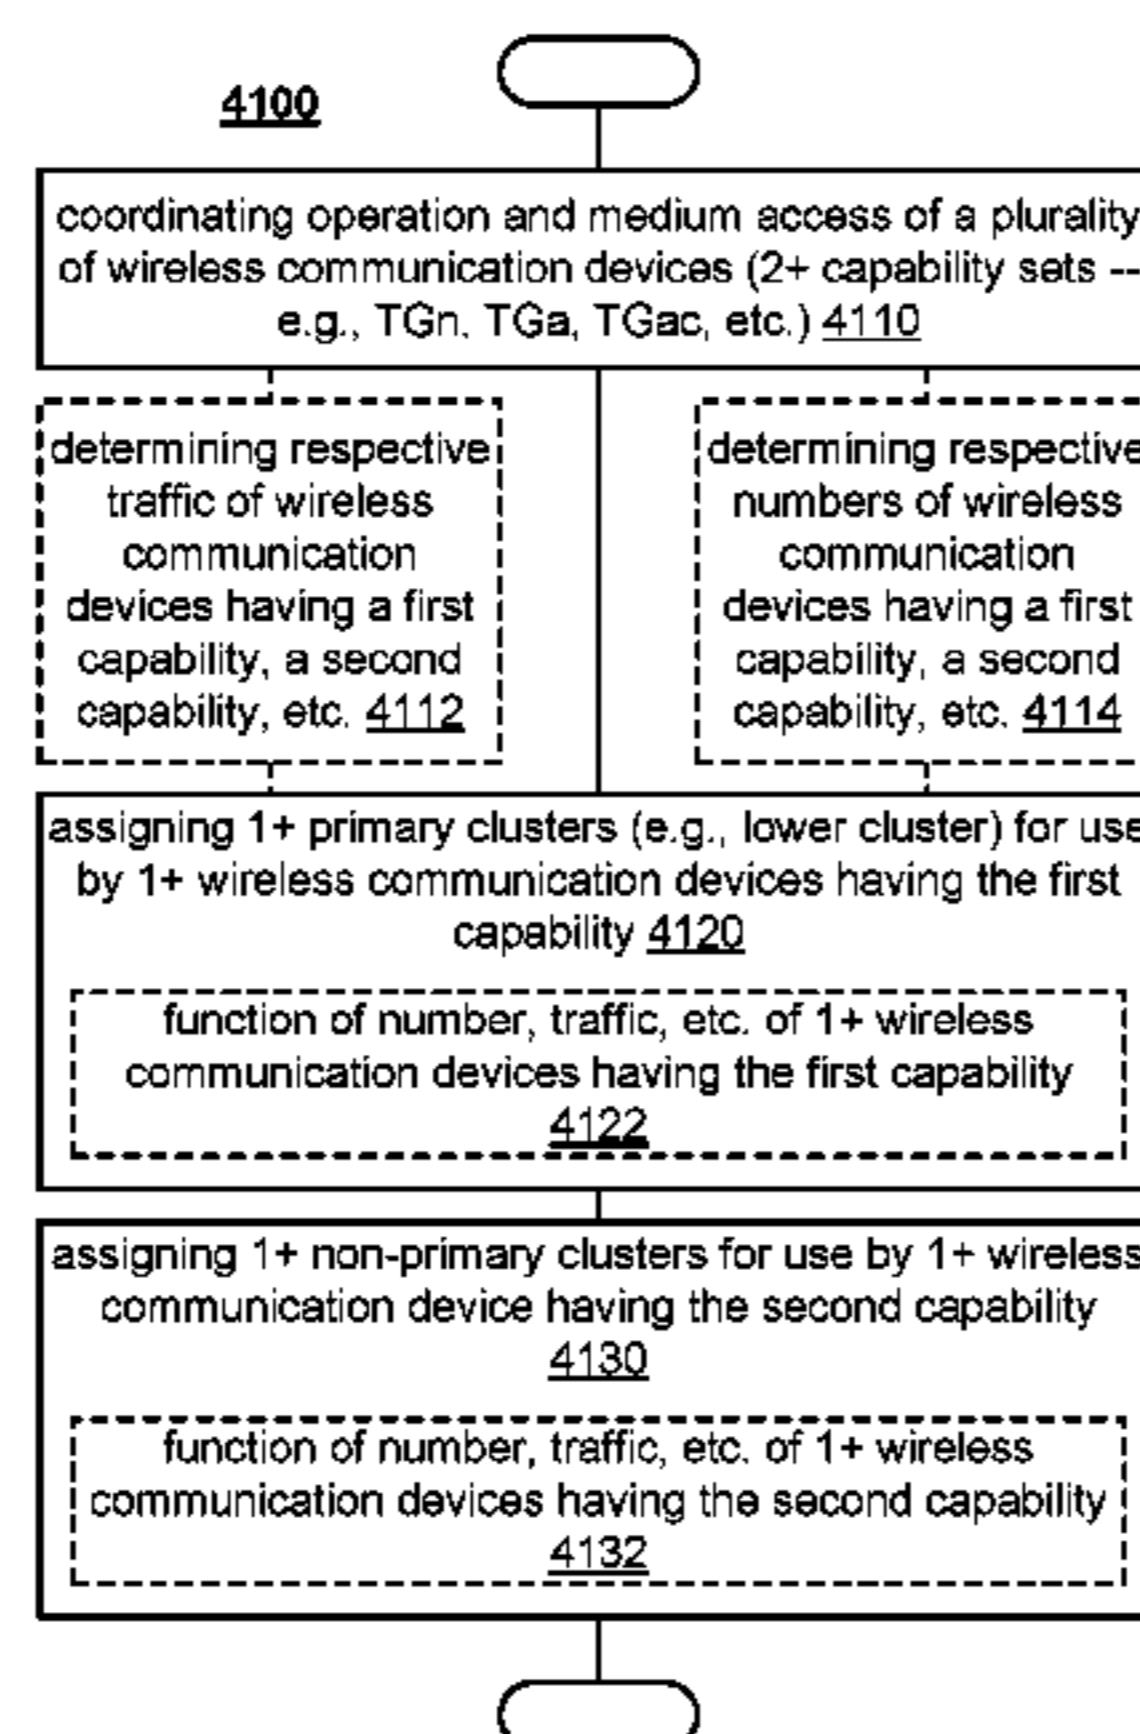 4100
coordinating operation and medium access of a plurality
of wireless communication devices (2+ capability sets --
e.g., TGn, TGa, TGac, etc.) 4110
determining respective
traffic of wireless
communication
devices having a first
capability, a second
capability, etc. 4112
determining respective
numbers of wireless
communication
devices having a first
capability, a second
capability, etc. 4114
assigning 1+ primary clusters (e.g., lower cluster) for use
by 1+ wireless communication devices having the first
capability 4120
function of number, traffic, etc. of 1+ wireless
communication devices having the first capability
4122
assigning 1+ non-primary clusters for use by 1+ wireless
communication device having the second capability
4130
function of number, traffic, etc. of 1+ wireless
communication devices having the second capability
4132